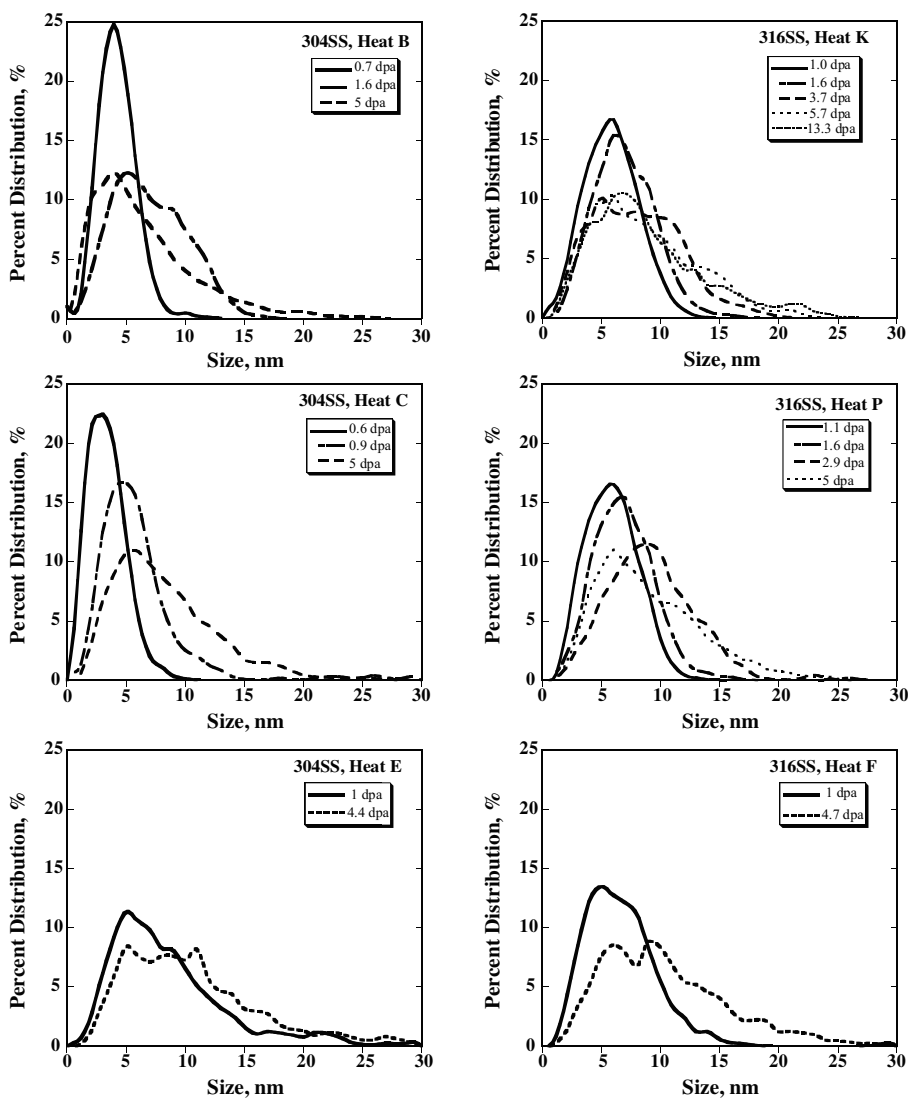 304SS, Heat B
0.7 dpa
1.6 dpa
5 dpa
Percent Distribution, %
25
20
15
10
5
0
0 5 10 15 20 25 30
Size, nm
316SS, Heat K
1.0 dpa
1.6 dpa
3.7 dpa
5.7 dpa
13.3 dpa
Percent Distribution, %
25
20
15
10
5
0
0 5 10 15 20 25 30
Size, nm
304SS, Heat C
0.6 dpa
0.9 dpa
5 dpa
Percent Distribution, %
25
20
15
10
5
0
0 5 10 15 20 25 30
Size, nm
316SS, Heat P
1.1 dpa
1.6 dpa
2.9 dpa
5 dpa
Percent Distribution, %
25
20
15
10
5
0
0 5 10 15 20 25 30
Size, nm
304SS, Heat E
1 dpa
4.4 dpa
Percent Distribution, %
25
20
15
10
5
0
0 5 10 15 20 25 30
Size, nm
316SS, Heat F
1 dpa
4.7 dpa
Percent Distribution, %
25
20
15
10
5
0
0 5 10 15 20 25 30
Size, nm